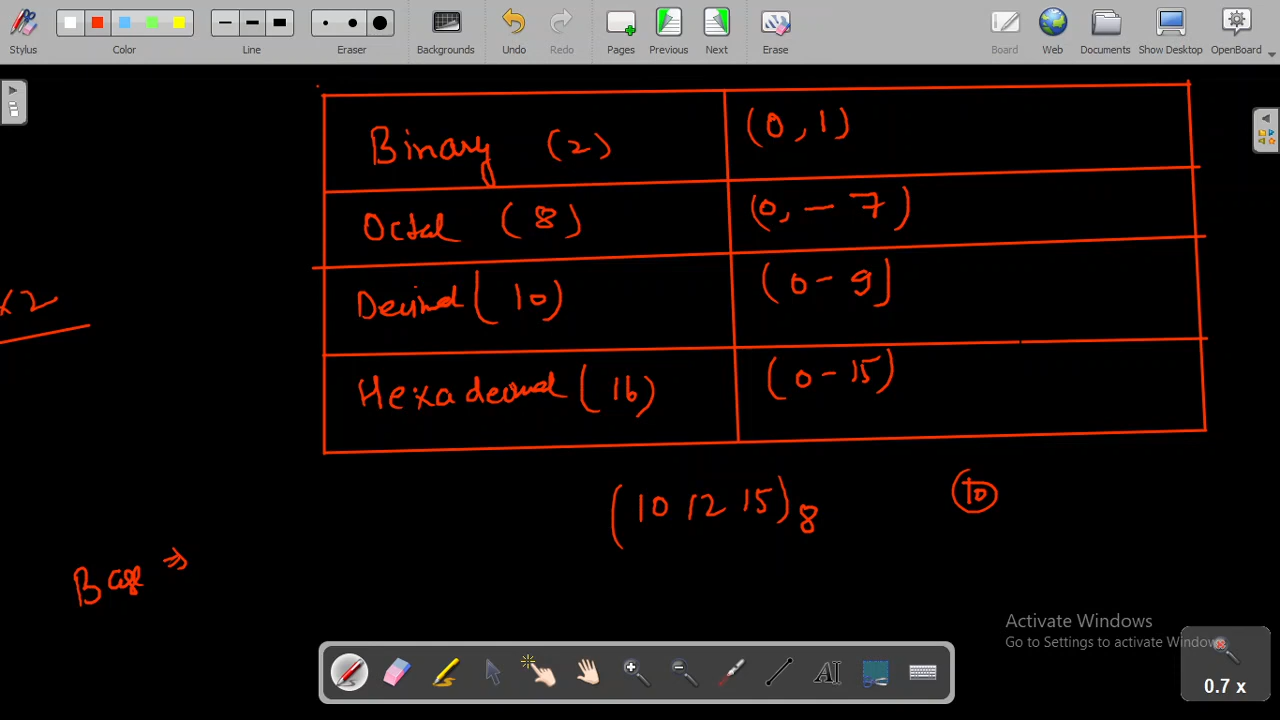 Stylus Color Line Eraser Backgrounds Undo Redo Pages Previous Next Erase Board Web Documents Show Desktop OpenBoard
Binary (2) (0,1)
Octal (8) (0, - 7)
Decimal (10) (0 - 9)
x2
Hexadecimal (16) (0 - 15)
(10 12 15)8 10
Base ⇒
Activate Windows
Go to Settings to activate Windows
0.7 x